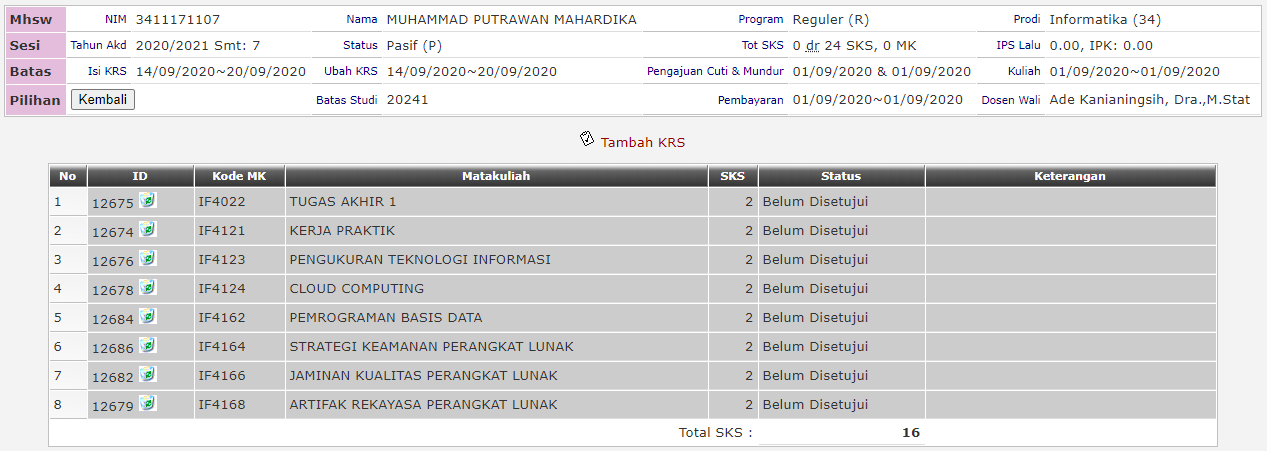 Mhsw NIM 3411171107 Nama MUHAMMAD PUTRAWAN MAHARDIKA Program Reguler (R) Prodi Informatika (34)
Sesi Tahun Akd 2020/2021 Smt: 7 Status Pasif (P) Tot SKS 0 dr 24 SKS, 0 MK IPS Lalu 0.00, IPK: 0.00
Batas Isi KRS 14/09/2020~20/09/2020 Ubah KRS 14/09/2020~20/09/2020 Pengajuan Cuti & Mundur 01/09/2020 & 01/09/2020 Kuliah 01/09/2020~01/09/2020
Pilihan Kembali Batas Studi 20241 Pembayaran 01/09/2020~01/09/2020 Dosen Wali Ade Kanianingsih, Dra.,M.Stat
Tambah KRS
No ID Kode MK Matakuliah SKS Status Keterangan
1 12675 IF4022 TUGAS AKHIR 1 2 Belum Disetujui
2 12674 IF4121 KERJA PRAKTIK 2 Belum Disetujui
3 12676 IF4123 PENGUKURAN TEKNOLOGI INFORMASI 2 Belum Disetujui
4 12678 IF4124 CLOUD COMPUTING 2 Belum Disetujui
5 12684 IF4162 PEMROGRAMAN BASIS DATA 2 Belum Disetujui
6 12686 IF4164 STRATEGI KEAMANAN PERANGKAT LUNAK 2 Belum Disetujui
7 12682 IF4166 JAMINAN KUALITAS PERANGKAT LUNAK 2 Belum Disetujui
8 12679 IF4168 ARTIFAK REKAYASA PERANGKAT LUNAK 2 Belum Disetujui
Total SKS : 16